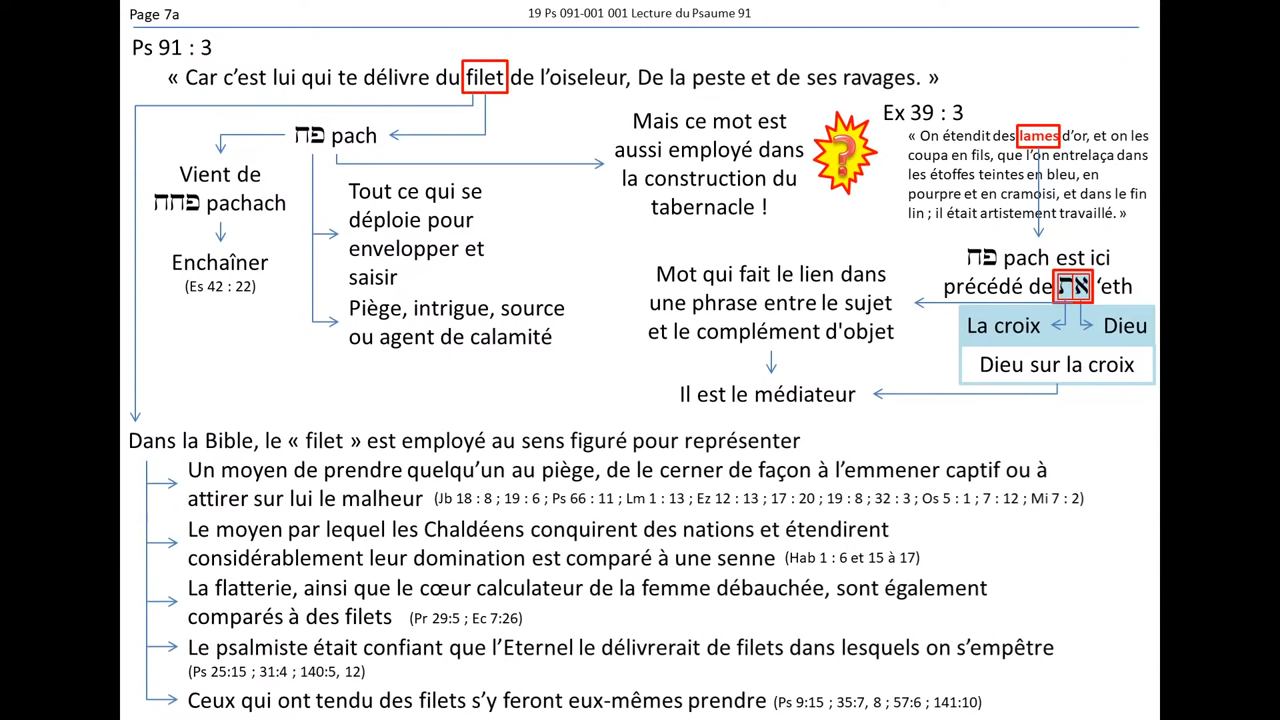 Page 7a
19 Ps 091-001 001 Lecture du Psaume 91
Ps 91 : 3
« Car c’est lui qui te délivre du filet de l’oiseleur, De la peste et de ses ravages. »
פח pach
Vient de
פחח pachach
Enchaîner
(Es 42 : 22)
Tout ce qui se
déploie pour
envelopper et
saisir
Piège, intrigue, source
ou agent de calamité
Mais ce mot est
aussi employé dans
la construction du
tabernacle !
?
Ex 39 : 3
« On étendit des lames d’or, et on les
coupa en fils, que l’on entrelaça dans
les étoffes teintes en bleu, en
pourpre et en cramoisi, et dans le fin
lin ; il était artistement travaillé. »
פח pach est ici
précédé de את ‘eth
La croix Dieu
Dieu sur la croix
Mot qui fait le lien dans
une phrase entre le sujet
et le complément d'objet
Il est le médiateur
Dans la Bible, le « filet » est employé au sens figuré pour représenter
Un moyen de prendre quelqu’un au piège, de le cerner de façon à l’emmener captif ou à
attirer sur lui le malheur (Jb 18 : 8 ; 19 : 6 ; Ps 66 : 11 ; Lm 1 : 13 ; Ez 12 : 13 ; 17 : 20 ; 19 : 8 ; 32 : 3 ; Os 5 : 1 ; 7 : 12 ; Mi 7 : 2)
Le moyen par lequel les Chaldéens conquirent des nations et étendirent
considérablement leur domination est comparé à une senne (Hab 1 : 6 et 15 à 17)
La flatterie, ainsi que le cœur calculateur de la femme débauchée, sont également
comparés à des filets (Pr 29:5 ; Ec 7:26)
Le psalmiste était confiant que l’Eternel le délivrerait de filets dans lesquels on s’empêtre
(Ps 25:15 ; 31:4 ; 140:5, 12)
Ceux qui ont tendu des filets s’y feront eux-mêmes prendre (Ps 9:15 ; 35:7, 8 ; 57:6 ; 141:10)